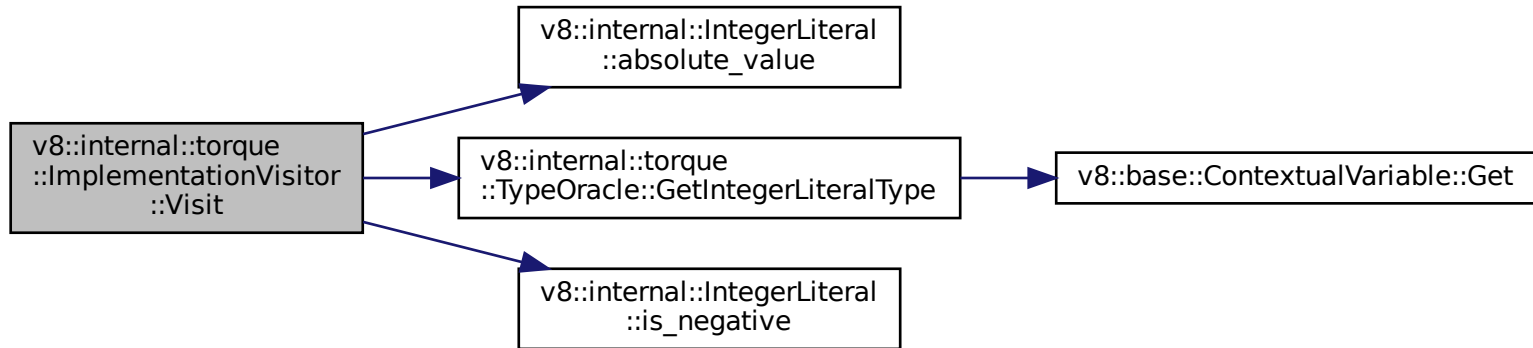 v8::internal::torque
::ImplementationVisitor
::Visit
v8::internal::IntegerLiteral
::absolute_value
v8::internal::torque
::TypeOracle::GetIntegerLiteralType
v8::base::ContextualVariable::Get
v8::internal::IntegerLiteral
::is_negative